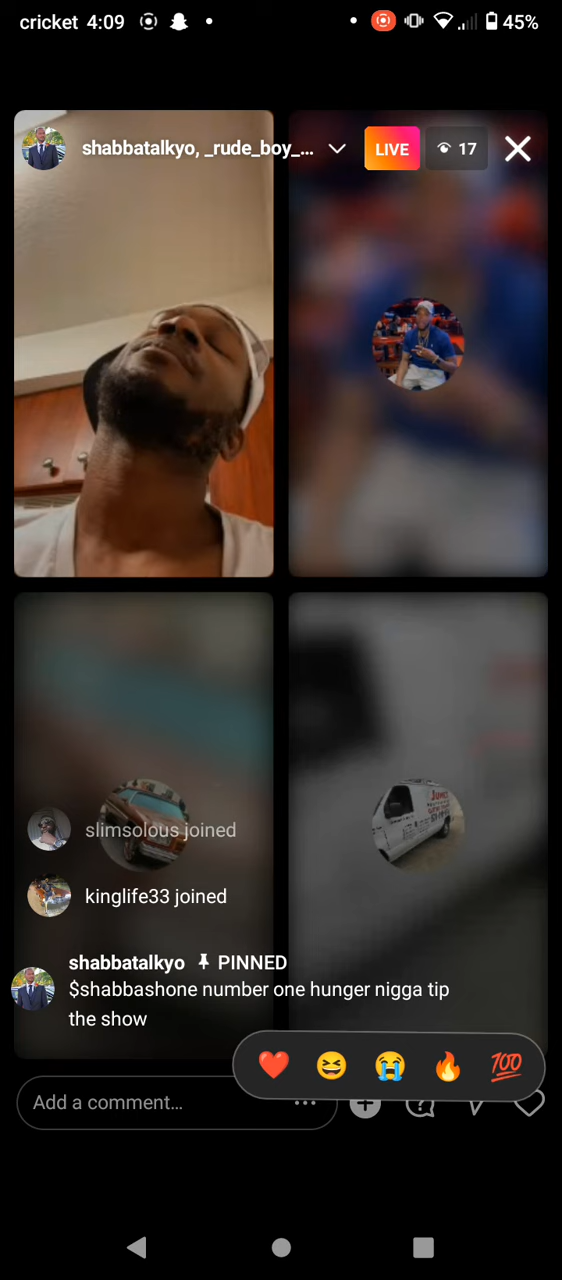 cricket 4:09
45%
shabbatalkyo, _rude_boy_...
LIVE
17
slimsolous joined
kinglife33 joined
shabbatalkyo PINNED
$shabbashone number one hunger nigga tip
the show
Add a comment...